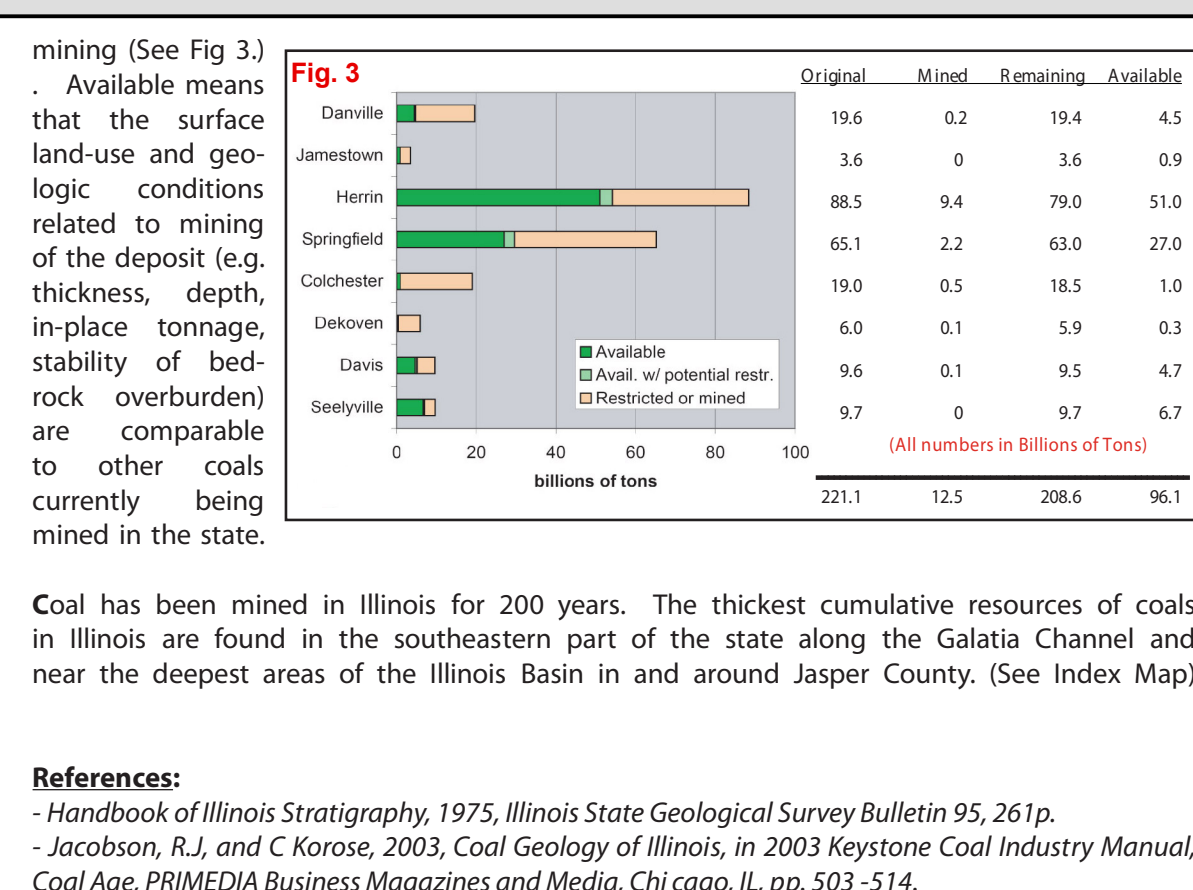 mining (See Fig 3.)
. Available means
that the surface
land-use and geo-
logic conditions
related to mining
of the deposit (e.g.
thickness, depth,
in-place tonnage,
stability of bed-
rock overburden)
are comparable
to other coals
currently being
mined in the state.
Fig. 3
Original Mined Remaining Available
Danville 19.6 0.2 19.4 4.5
Jamestown 3.6 0 3.6 0.9
Herrin 88.5 9.4 79.0 51.0
Springfield 65.1 2.2 63.0 27.0
Colchester 19.0 0.5 18.5 1.0
Dekoven 6.0 0.1 5.9 0.3
Davis 9.6 0.1 9.5 4.7
Seelyville 9.7 0 9.7 6.7
Available
Avail. w/ potential restr.
Restricted or mined
0 20 40 60 80 100
billions of tons
(All numbers in Billions of Tons)
221.1 12.5 208.6 96.1
Coal has been mined in Illinois for 200 years. The thickest cumulative resources of coals
in Illinois are found in the southeastern part of the state along the Galatia Channel and
near the deepest areas of the Illinois Basin in and around Jasper County. (See Index Map)
References:
- Handbook of Illinois Stratigraphy, 1975, Illinois State Geological Survey Bulletin 95, 261p.
- Jacobson, R.J, and C Korose, 2003, Coal Geology of Illinois, in 2003 Keystone Coal Industry Manual,
Coal Age, PRIMEDIA Business Magazines and Media, Chi cago, IL, pp. 503 -514.